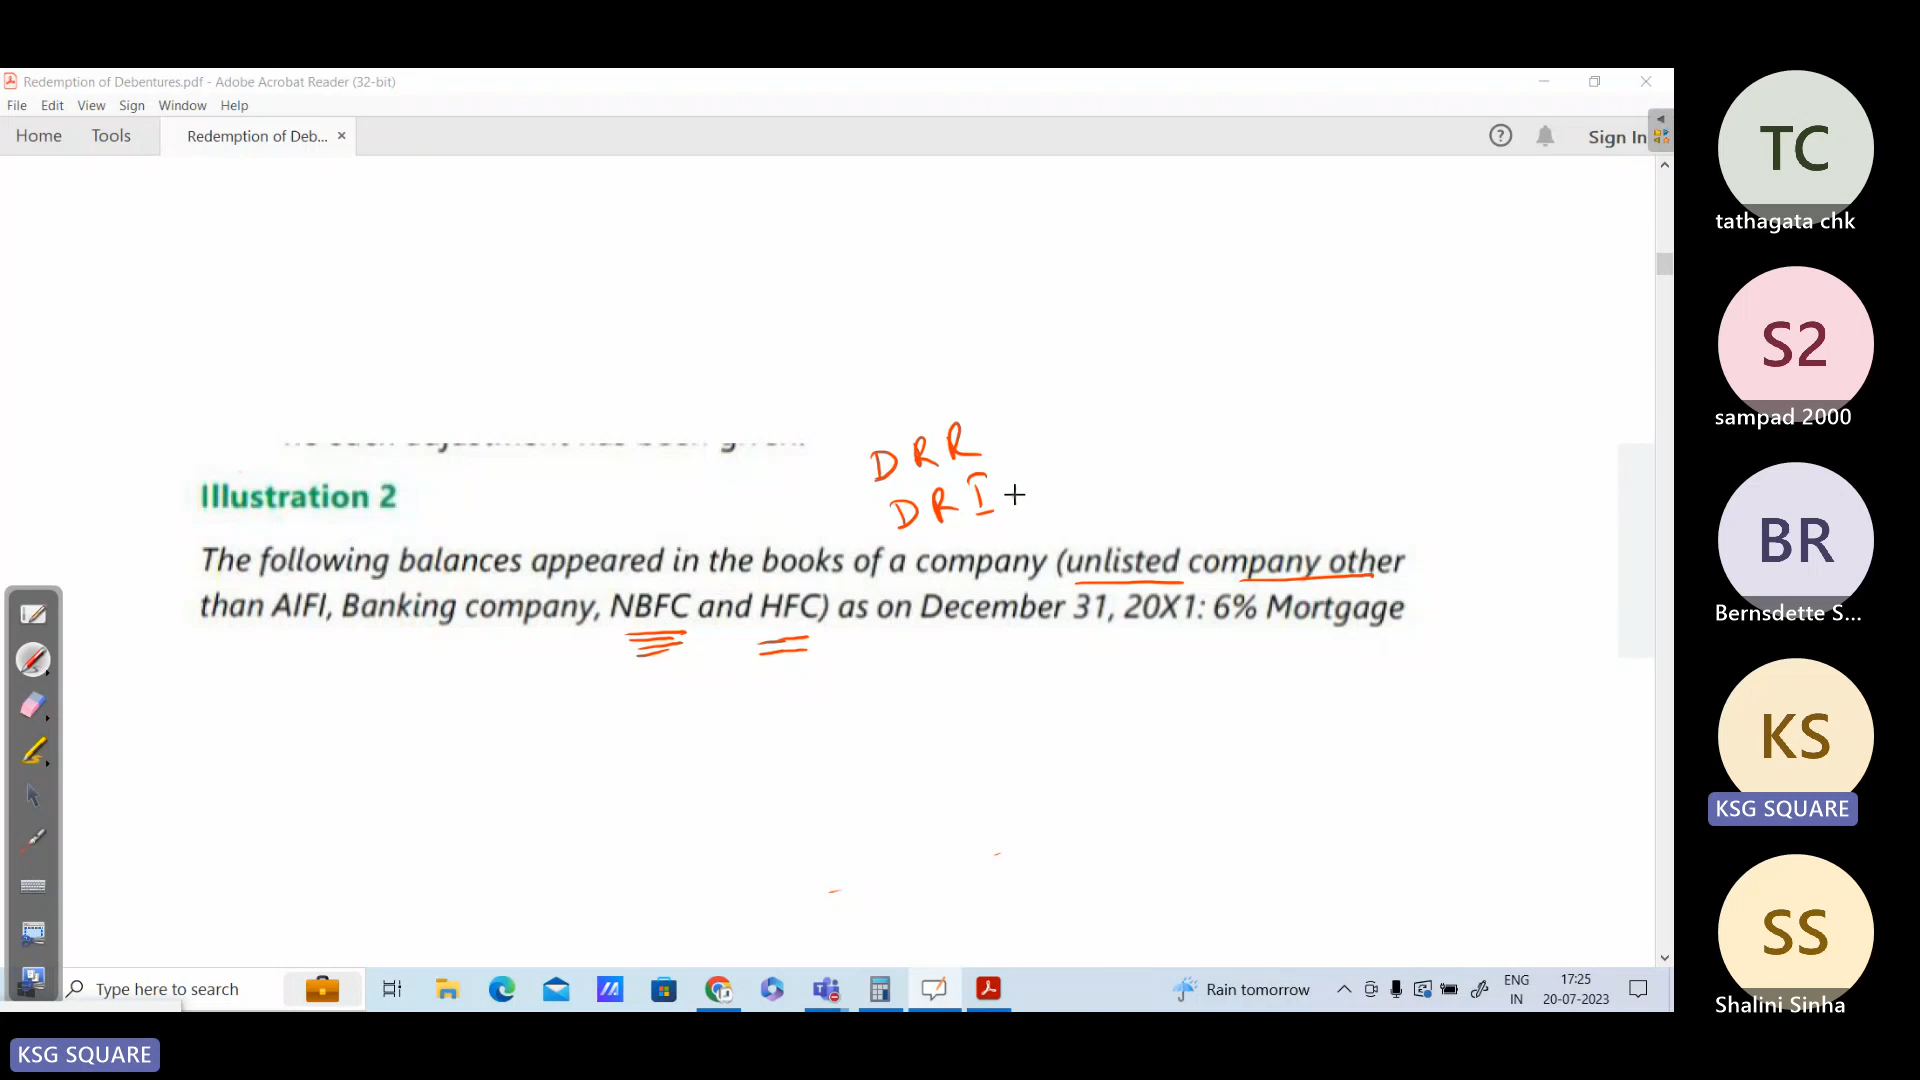 Redemption of Debentures.pdf - Adobe Acrobat Reader (32-bit)
File Edit View Sign Window Help
Home Tools Redemption of Deb... × Sign In
DRR
DRI
Illustration 2
The following balances appeared in the books of a company (unlisted company other
than AIFI, Banking company, NBFC and HFC) as on December 31, 20X1: 6% Mortgage
TC
tathagata chk
S2
sampad 2000
BR
Bernsdette S...
KS
KSG SQUARE
SS
Shalini Sinha
Type here to search
Rain tomorrow
ENG
IN
17:25
20-07-2023
KSG SQUARE